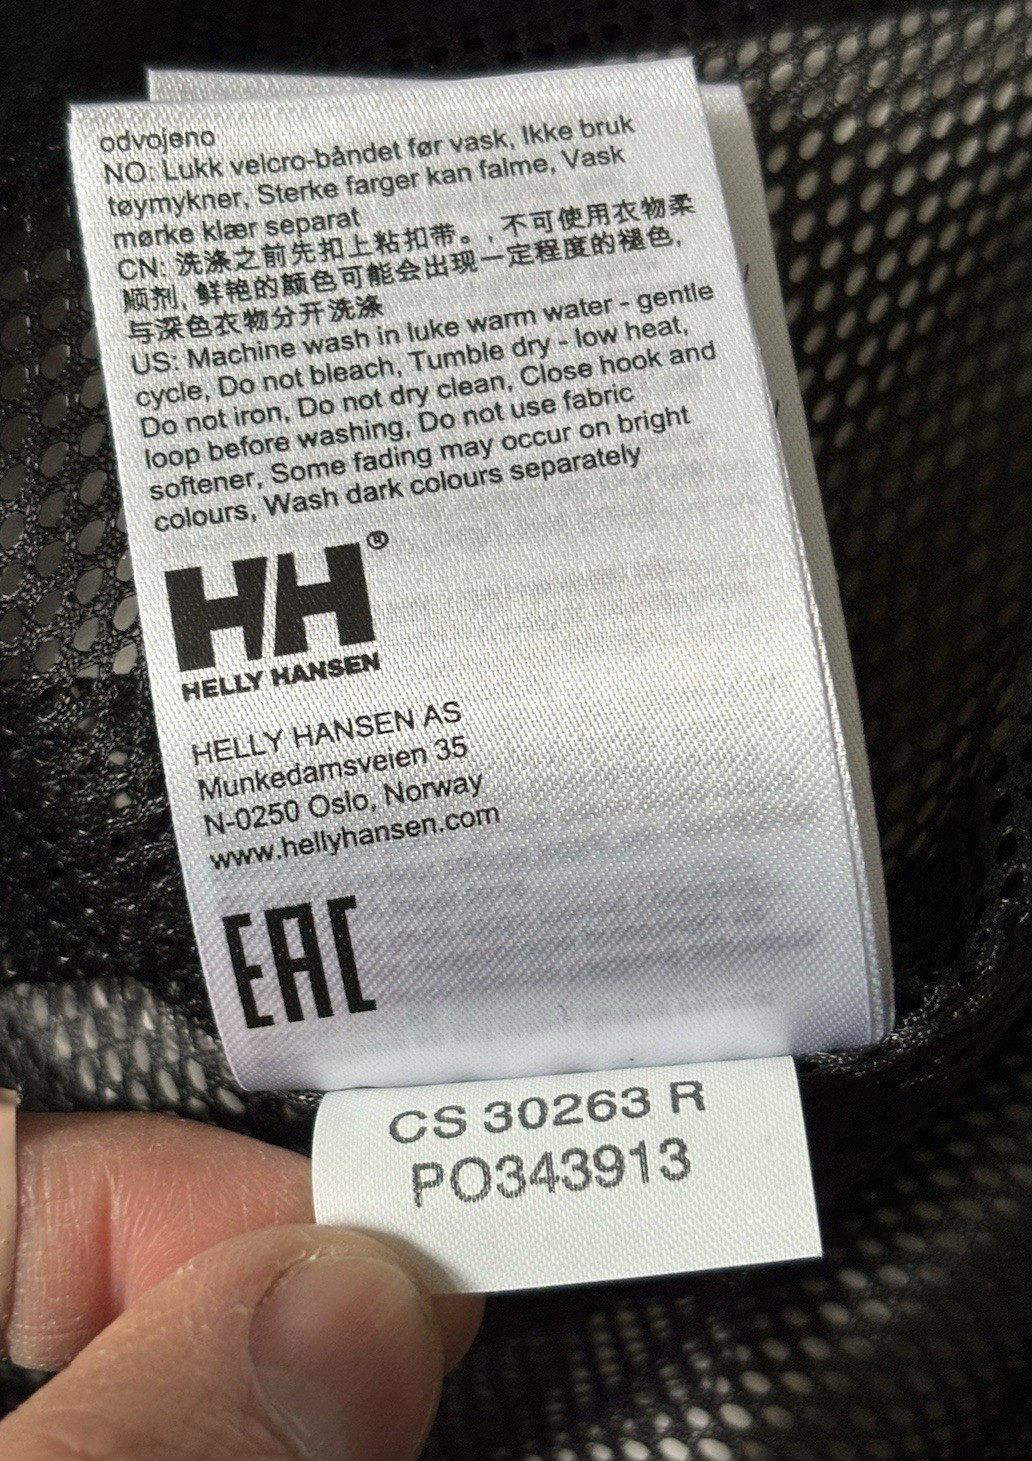 odvojeno
NO: Lukk velcro-båndet før vask, Ikke bruk
tøymykner, Sterke farger kan falme, Vask
mørke klær separat
CN: 洗涤之前先扣上粘扣带。, 不可使用衣物柔
顺剂, 鲜艳的颜色可能会出现一定程度的褪色,
与深色衣物分开洗涤
US: Machine wash in luke warm water - gentle
cycle, Do not bleach, Tumble dry - low heat,
Do not iron, Do not dry clean, Close hook and
loop before washing, Do not use fabric
softener, Some fading may occur on bright
colours, Wash dark colours separately
HH®
HELLY HANSEN
HELLY HANSEN AS
Munkedamsveien 35
N-0250 Oslo, Norway
www.hellyhansen.com
EAC
CS 30263 R
PO343913